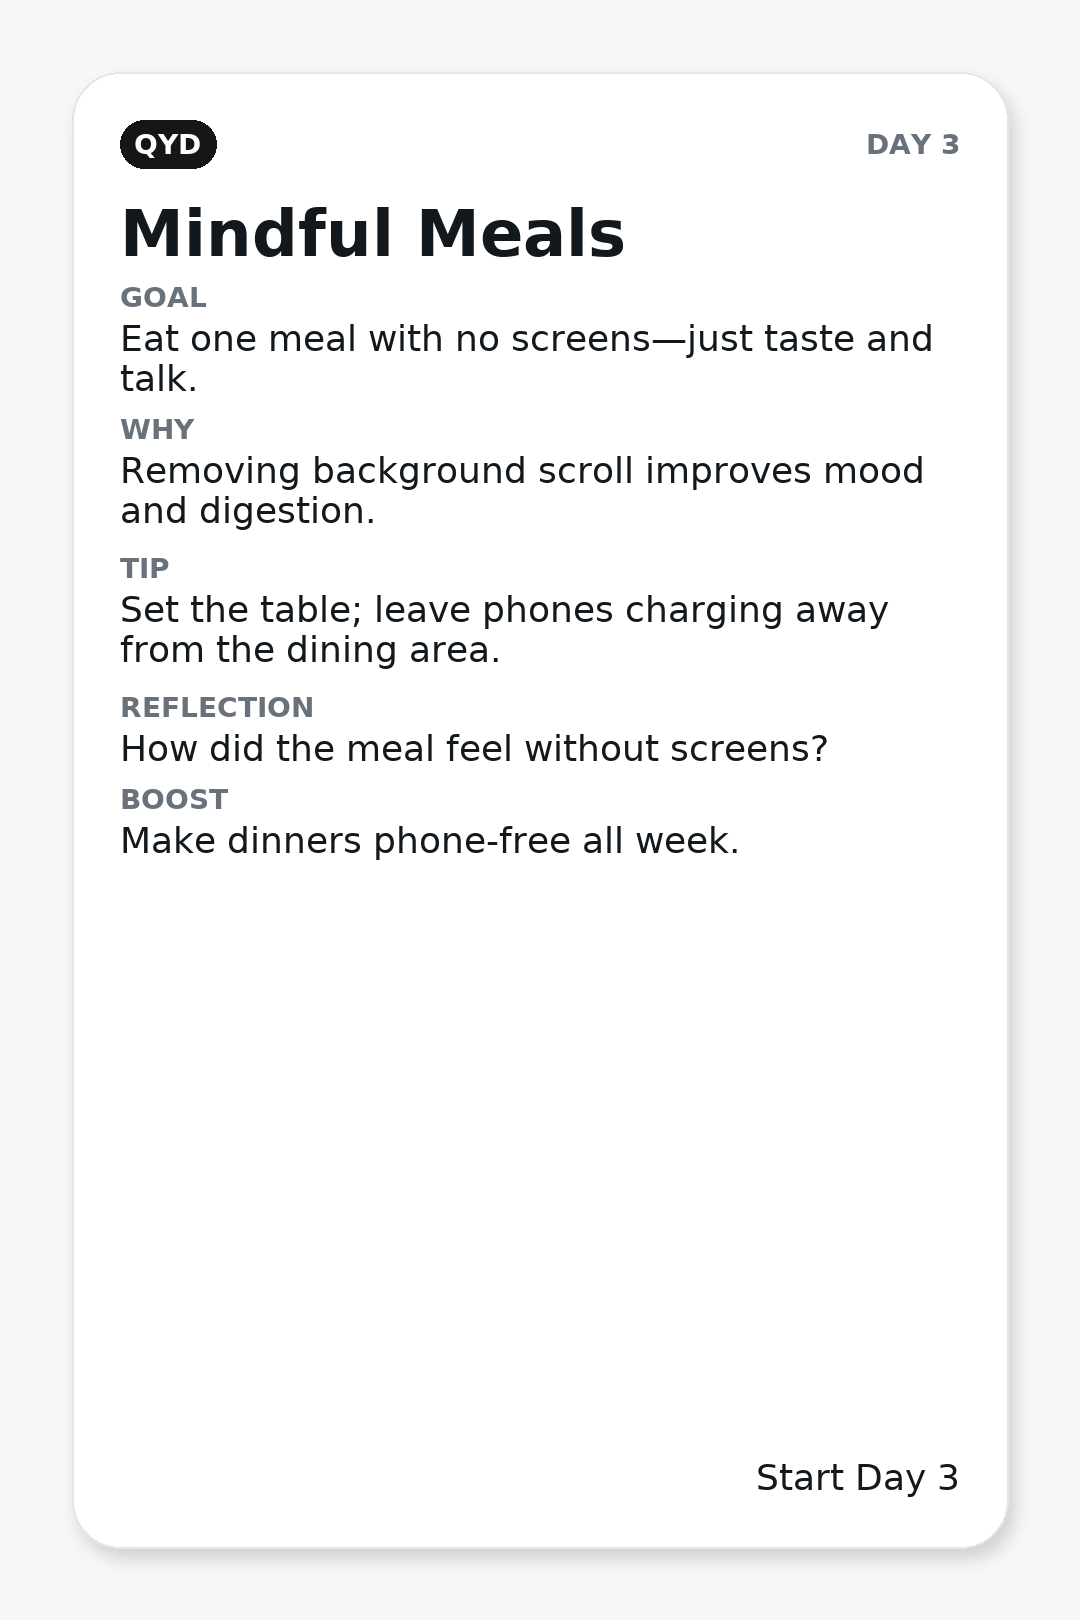 QYD
DAY 3
Mindful Meals
GOAL
Eat one meal with no screens—just taste and
talk.
WHY
Removing background scroll improves mood
and digestion.
TIP
Set the table; leave phones charging away
from the dining area.
REFLECTION
How did the meal feel without screens?
BOOST
Make dinners phone-free all week.
Start Day 3